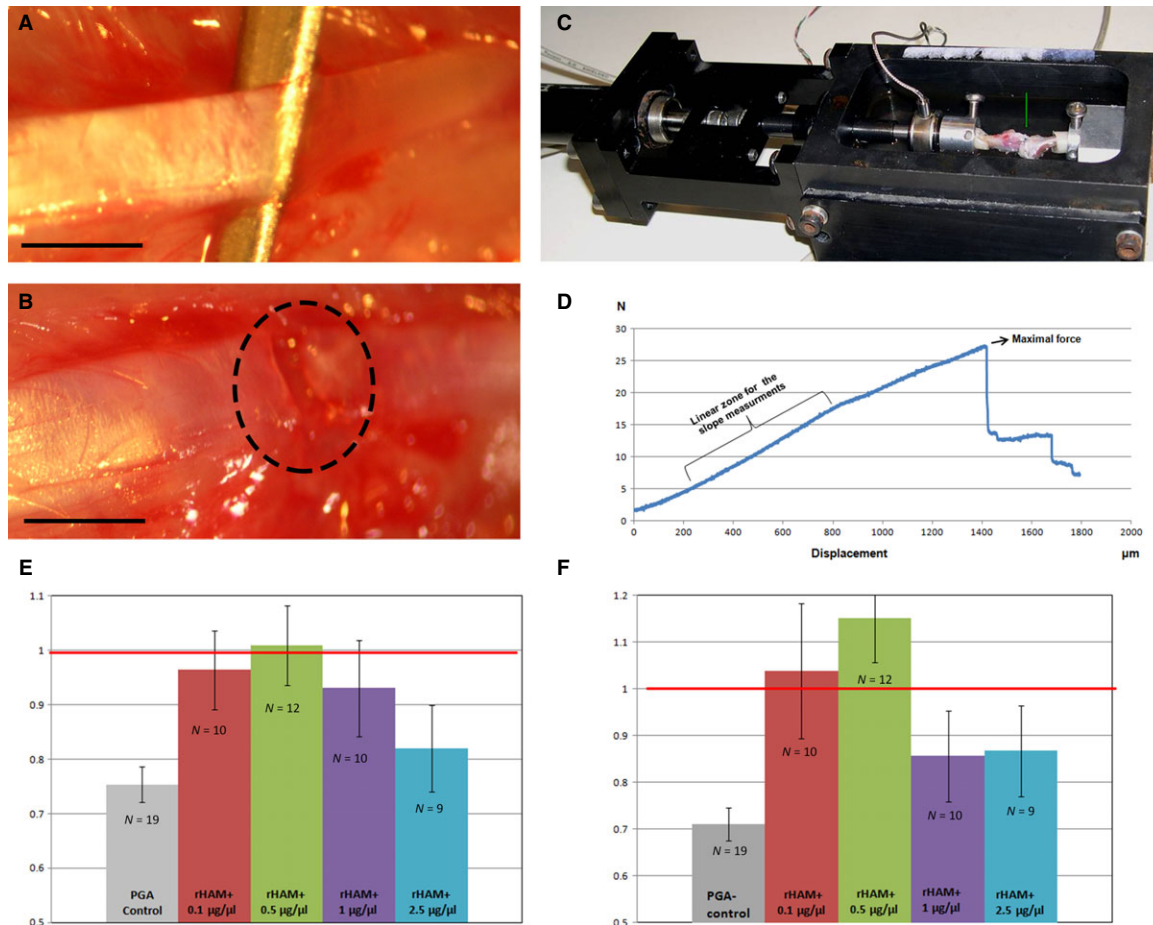 A
B
C
D
N
30
25
20
15
10
5
0
0 200 400 600 800 1000 1200 1400 1600 1800 2000
Linear zone for the
slope measurments
Maximal force
Displacement
µm
E
1.1
1
0.9
0.8
0.7
0.6
0.5
N = 19
N = 10
N = 12
N = 10
N = 9
PGA
Control
rHAM+
0.1 µg/µl
rHAM+
0.5 µg/µl
rHAM+
1 µg/µl
rHAM+
2.5 µg/µl
F
1.2
1.1
1
0.9
0.8
0.7
0.6
0.5
N = 19
N = 10
N = 12
N = 10
N = 9
PGA-
control
rHAM+
0.1 µg/µl
rHAM+
0.5 µg/µl
rHAM+
1 µg/µl
rHAM+
2.5 µg/µl